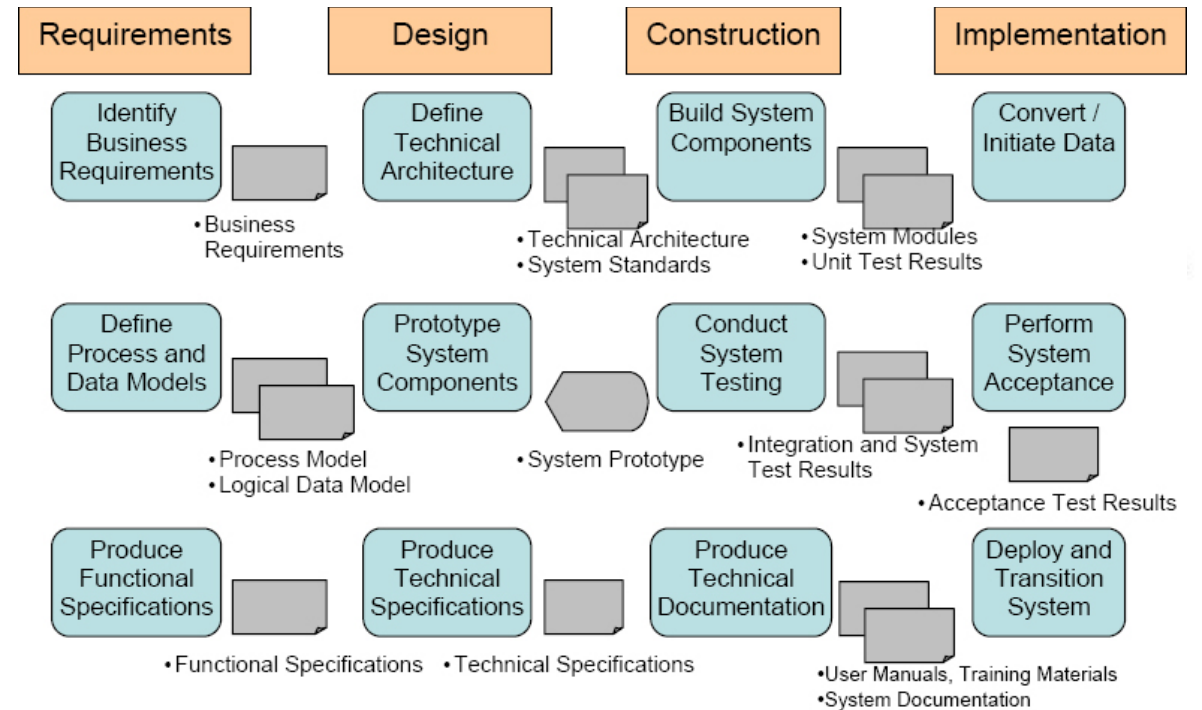 Requirements
Design
Construction
Implementation
Identify
Business
Requirements
• Business
Requirements
Define
Technical
Architecture
• Technical Architecture
• System Standards
Build System
Components
• System Modules
• Unit Test Results
Convert /
Initiate Data
Define
Process and
Data Models
• Process Model
• Logical Data Model
Prototype
System
Components
• System Prototype
Conduct
System
Testing
• Integration and System
Test Results
Perform
System
Acceptance
• Acceptance Test Results
Produce
Functional
Specifications
• Functional Specifications
Produce
Technical
Specifications
• Technical Specifications
Produce
Technical
Documentation
• User Manuals, Training Materials
• System Documentation
Deploy and
Transition
System